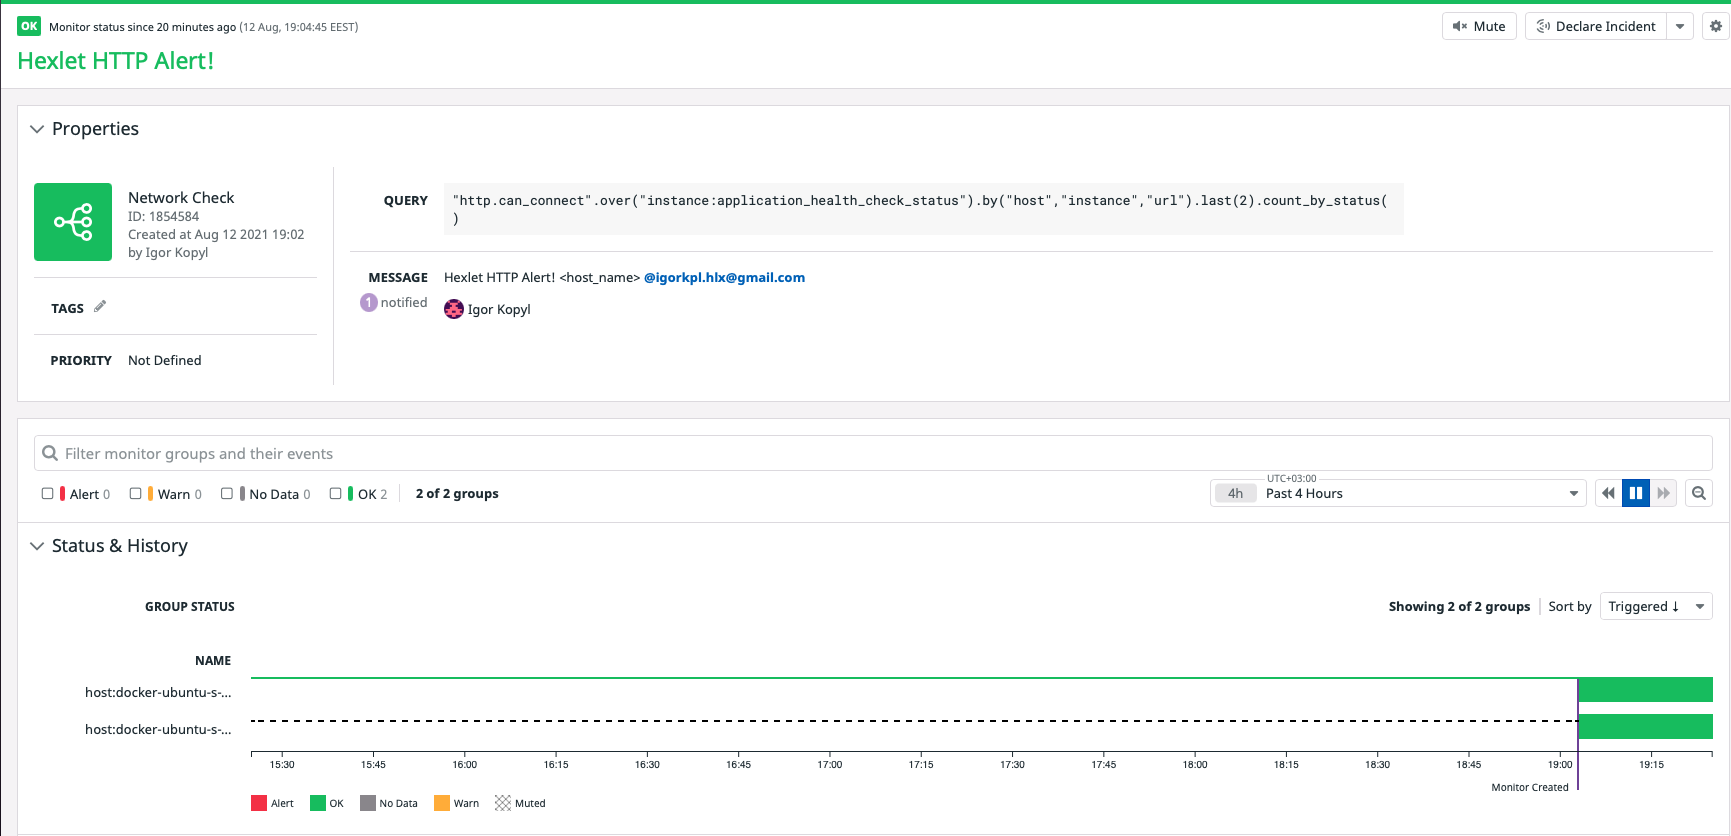 OK Monitor status since 20 minutes ago (12 Aug, 19:04:45 EEST)
Mute
Declare Incident
Hexlet HTTP Alert!
Properties
Network Check
ID: 1854584
Created at Aug 12 2021 19:02
by Igor Kopyl
TAGS
PRIORITY Not Defined
QUERY
"http.can_connect".over("instance:application_health_check_status").by("host","instance","url").last(2).count_by_status(
)
MESSAGE Hexlet HTTP Alert! <host_name> @igorkpl.hlx@gmail.com
1 notified
Igor Kopyl
Filter monitor groups and their events
Alert 0 Warn 0 No Data 0 OK 2 2 of 2 groups
UTC+03:00
4h Past 4 Hours
Status & History
GROUP STATUS
Showing 2 of 2 groups Sort by Triggered ↓
NAME
host:docker-ubuntu-s-...
host:docker-ubuntu-s-...
15:30 15:45 16:00 16:15 16:30 16:45 17:00 17:15 17:30 17:45 18:00 18:15 18:30 18:45 19:00 19:15
Monitor Created
Alert OK No Data Warn Muted